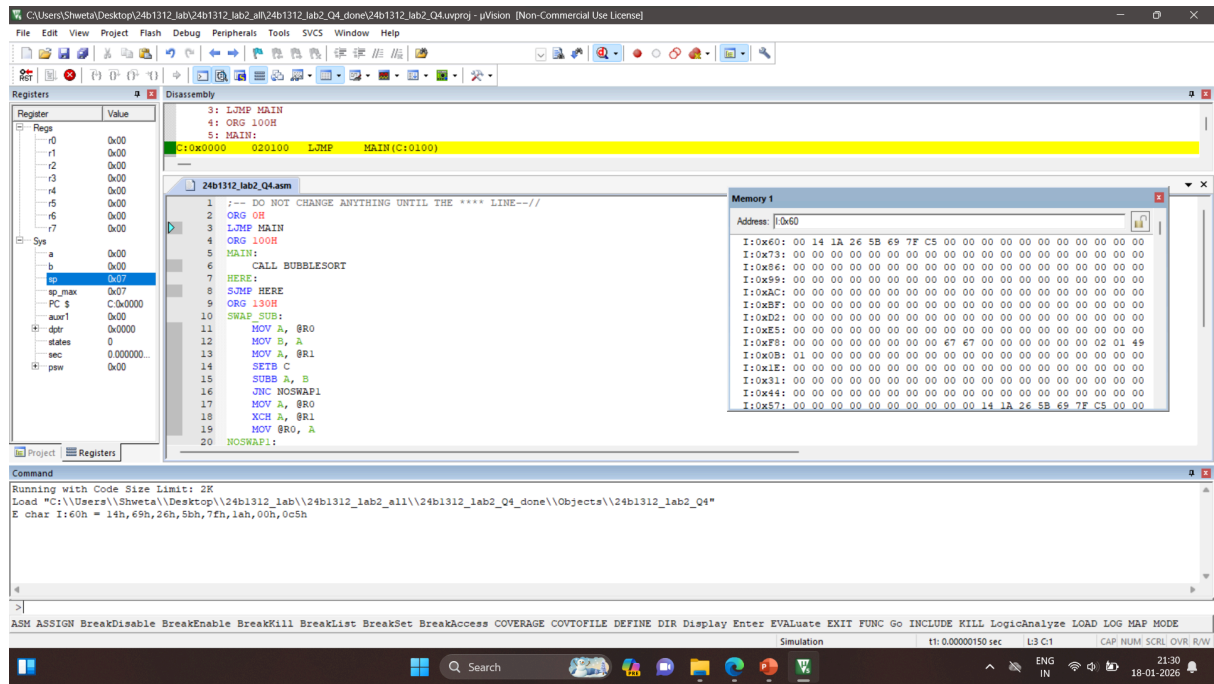 C:\Users\Shweta\Desktop\24b1312_lab\24b1312_lab2_all\24b1312_lab2_Q4_done\24b1312_lab2_Q4.uvproj - µVision [Non-Commercial Use License]
File Edit View Project Flash Debug Peripherals Tools SVCS Window Help
Registers
Register Value
Regs
r0 0x00
r1 0x00
r2 0x00
r3 0x00
r4 0x00
r5 0x00
r6 0x00
r7 0x00
Sys
a 0x00
b 0x00
sp 0x07
sp_max 0x07
PC $ C:0x0000
auxr1 0x00
dptr 0x0000
states 0
sec 0.000000...
psw 0x00
Project Registers
Disassembly
3: LJMP MAIN
4: ORG 100H
5: MAIN:
C:0x0000 020100 LJMP MAIN(C:0100)
24b1312_lab2_Q4.asm
1 ;-- DO NOT CHANGE ANYTHING UNTIL THE **** LINE--//
2 ORG 0H
3 LJMP MAIN
4 ORG 100H
5 MAIN:
6 CALL BUBBLESORT
7 HERE:
8 SJMP HERE
9 ORG 130H
10 SWAP_SUB:
11 MOV A, @R0
12 MOV B, A
13 MOV A, @R1
14 SETB C
15 SUBB A, B
16 JNC NOSWAP1
17 MOV A, @R0
18 XCH A, @R1
19 MOV @R0, A
20 NOSWAP1:
Memory 1
Address: I:0x60
I:0x60: 00 14 1A 26 5B 69 7F C5 00 00 00 00 00 00 00 00 00 00 00
I:0x73: 00 00 00 00 00 00 00 00 00 00 00 00 00 00 00 00 00 00 00
I:0x86: 00 00 00 00 00 00 00 00 00 00 00 00 00 00 00 00 00 00 00
I:0x99: 00 00 00 00 00 00 00 00 00 00 00 00 00 00 00 00 00 00 00
I:0xAC: 00 00 00 00 00 00 00 00 00 00 00 00 00 00 00 00 00 00 00
I:0xBF: 00 00 00 00 00 00 00 00 00 00 00 00 00 00 00 00 00 00 00
I:0xD2: 00 00 00 00 00 00 00 00 00 00 00 00 00 00 00 00 00 00 00
I:0xE5: 00 00 00 00 00 00 00 00 00 00 00 00 00 00 00 00 00 00 00
I:0xF8: 00 00 00 00 00 00 00 00 67 67 00 00 00 00 00 00 02 01 49
I:0x0B: 01 00 00 00 00 00 00 00 00 00 00 00 00 00 00 00 00 00 00
I:0x1E: 00 00 00 00 00 00 00 00 00 00 00 00 00 00 00 00 00 00 00
I:0x31: 00 00 00 00 00 00 00 00 00 00 00 00 00 00 00 00 00 00 00
I:0x44: 00 00 00 00 00 00 00 00 00 00 00 00 00 00 00 00 00 00 00
I:0x57: 00 00 00 00 00 00 00 00 00 00 14 1A 26 5B 69 7F C5 00 00
Command
Running with Code Size Limit: 2K
Load "C:\\Users\\Shweta\\Desktop\\24b1312_lab\\24b1312_lab2_all\\24b1312_lab2_Q4_done\\Objects\\24b1312_lab2_Q4"
E char I:60h = 14h,69h,26h,5bh,7fh,1ah,00h,0c5h
>
ASM ASSIGN BreakDisable BreakEnable BreakKill BreakList BreakSet BreakAccess COVERAGE COVTOFILE DEFINE DIR Display Enter EVALuate EXIT FUNC Go INCLUDE KILL LogicAnalyze LOAD LOG MAP MODE
Simulation t1: 0.00000150 sec L:3 C:1 CAP NUM SCRL OVR R/W
Search
ENG IN
21:30
18-01-2026